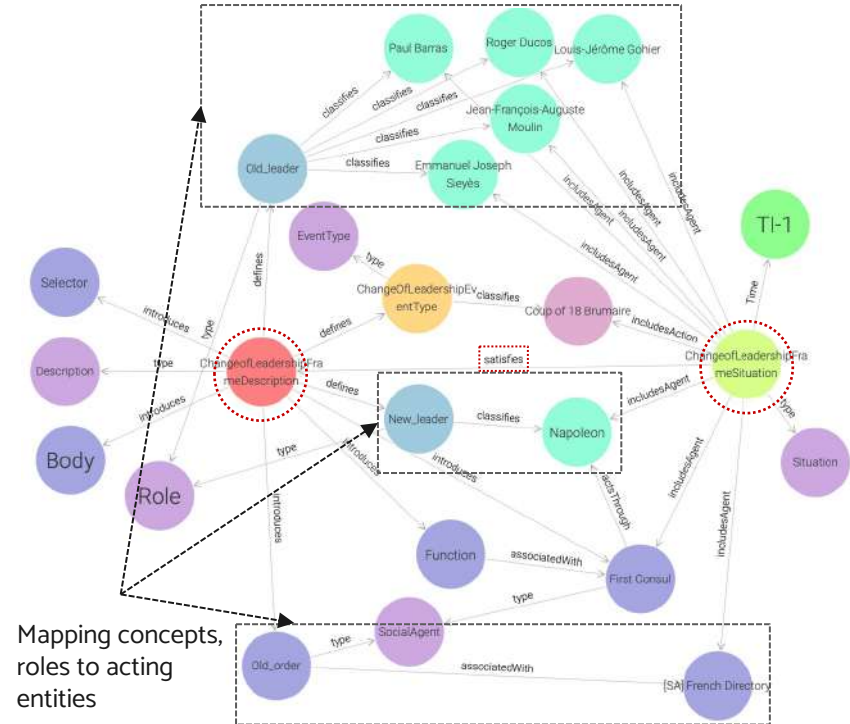 Paul Barras
Roger Ducos
Louis-Jérôme Gohier
classifies
classifies
classifies
Jean-François-Auguste
Moulin
classifies
Old_leader
classifies
Emmanuel Joseph
Sieyès
includesAgent
includesAgent
includesAgent
includesAgent
TI-1
EventType
type
Selector
defines
ChangeOfLeadershipEv
entType
classifies
Coup of 18 Brumaire
Time
introduces
type
defines
includesAction
satisfies
Description
type
ChangeofLeadershipFra
meDescription
ChangeofLeadershipFra
meSituation
defines
includesAgent
introduces
New_leader
classifies
Napoleon
type
Body
type
introduces
introduces
Situation
Role
introduces
actsThrough
includesAgent
includesAgent
Function
associatedWith
First Consul
type
Mapping concepts,
roles to acting
entities
SocialAgent
type
Old_order
associatedWith
[SA] French Directory